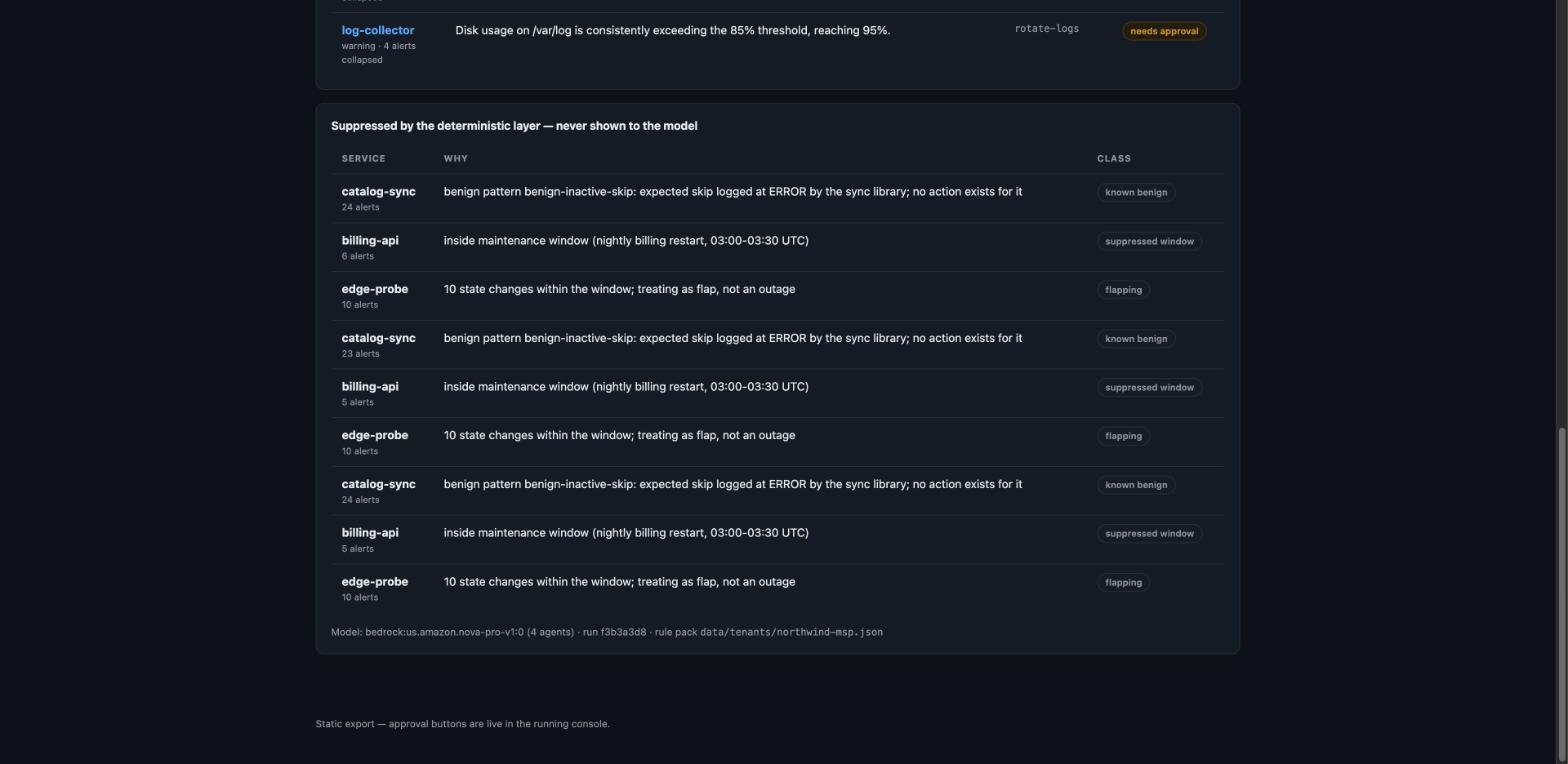 collapsed
log-collector Disk usage on /var/log is consistently exceeding the 85% threshold, reaching 95%. rotate-logs needs approval
warning · 4 alerts
collapsed
Suppressed by the deterministic layer — never shown to the model
SERVICE WHY CLASS
catalog-sync benign pattern benign-inactive-skip: expected skip logged at ERROR by the sync library; no action exists for it known benign
24 alerts
billing-api inside maintenance window (nightly billing restart, 03:00-03:30 UTC) suppressed window
6 alerts
edge-probe 10 state changes within the window; treating as flap, not an outage flapping
10 alerts
catalog-sync benign pattern benign-inactive-skip: expected skip logged at ERROR by the sync library; no action exists for it known benign
23 alerts
billing-api inside maintenance window (nightly billing restart, 03:00-03:30 UTC) suppressed window
5 alerts
edge-probe 10 state changes within the window; treating as flap, not an outage flapping
10 alerts
catalog-sync benign pattern benign-inactive-skip: expected skip logged at ERROR by the sync library; no action exists for it known benign
24 alerts
billing-api inside maintenance window (nightly billing restart, 03:00-03:30 UTC) suppressed window
5 alerts
edge-probe 10 state changes within the window; treating as flap, not an outage flapping
10 alerts
Model: bedrock:us.amazon.nova-pro-v1:0 (4 agents) · run f3b3a3d8 · rule pack data/tenants/northwind-msp.json
Static export — approval buttons are live in the running console.